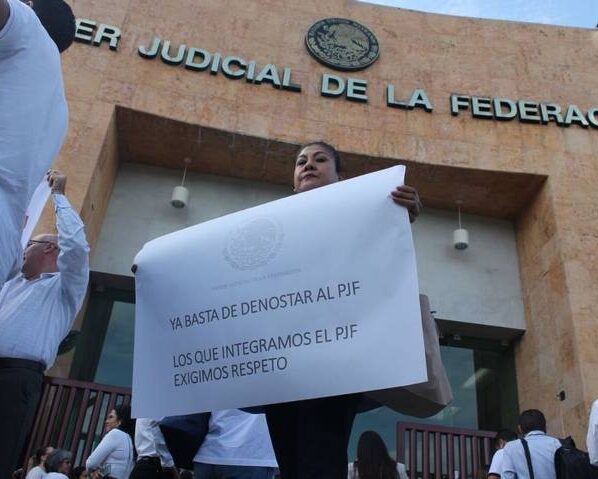 ER JUDICIAL DE LA FEDERAC
YA BASTA DE DENOSTAR AL PJF
LOS QUE INTEGRAMOS EL PJF
EXIGIMOS RESPETO